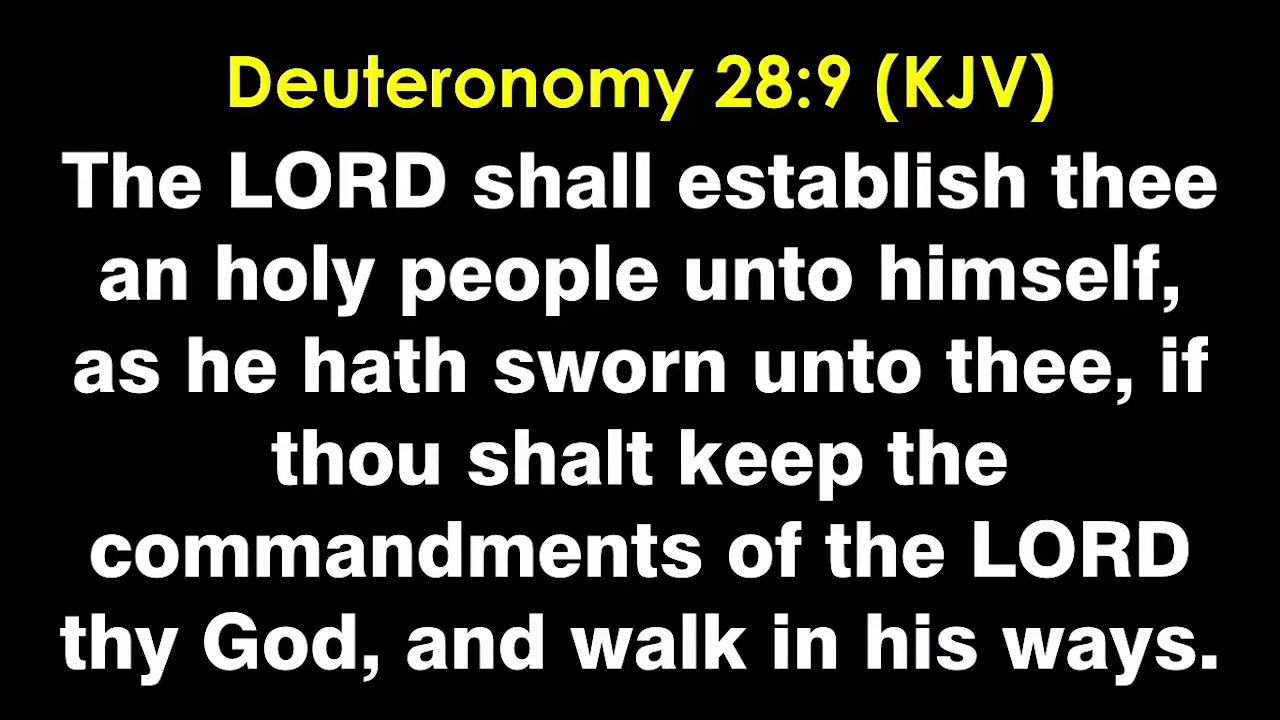 Deuteronomy 28:9 (KJV)
The LORD shall establish thee
an holy people unto himself,
as he hath sworn unto thee, if
thou shalt keep the
commandments of the LORD
thy God, and walk in his ways.